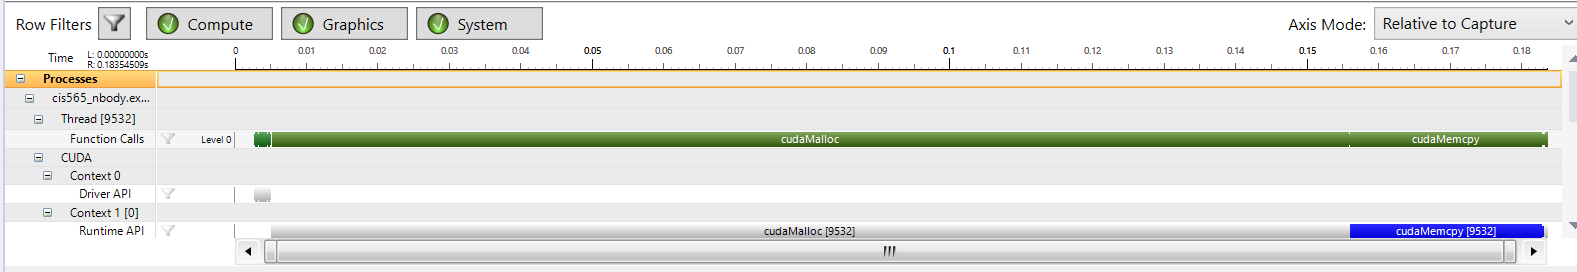 Row Filters Compute Graphics System Axis Mode: Relative to Capture
Time L: 0.00000000s 0 0.01 0.02 0.03 0.04 0.05 0.06 0.07 0.08 0.09 0.1 0.11 0.12 0.13 0.14 0.15 0.16 0.17 0.18
R: 0.18354509s
Processes
cis565_nbody.ex...
Thread [9532]
Function Calls Level 0 cudaMalloc cudaMemcpy
CUDA
Context 0
Driver API
Context 1 [0]
Runtime API cudaMalloc [9532] cudaMemcpy [9532]